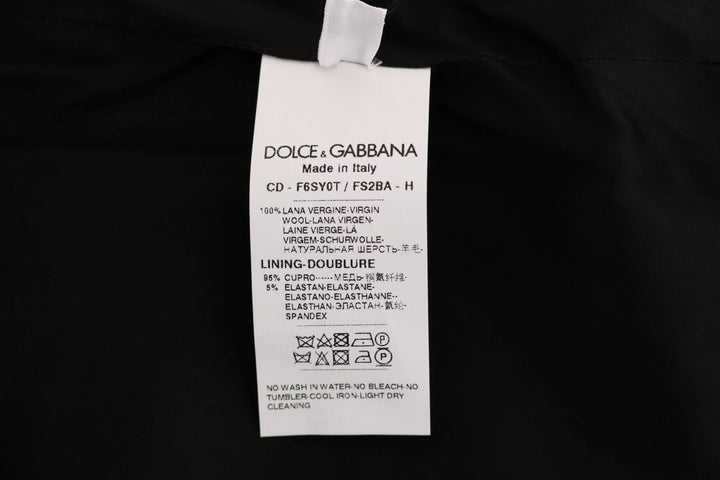 DOLCE & GABBANA
Made in Italy
CD - F6SY0T / FS2BA - H
100% LANA VERGINE-VIRGIN
WOOL-LANA VIRGEN-
LAINE VIERGE-LÃ
VIRGEM-SCHURWOLLE-
НАТУРАЛЬНАЯ ШЕРСТЬ-羊毛-
LINING-DOUBLURE
95% CUPRO------МЕДЬ-铜氨纤维-
5% ELASTAN-ELASTANE-
ELASTANO-ELASTHANNE--
ELASTHAN-ЭЛАСТАН-氨纶-
SPANDEX
P
P
NO WASH IN WATER-NO BLEACH-NO
TUMBLER-COOL IRON-LIGHT DRY
CLEANING